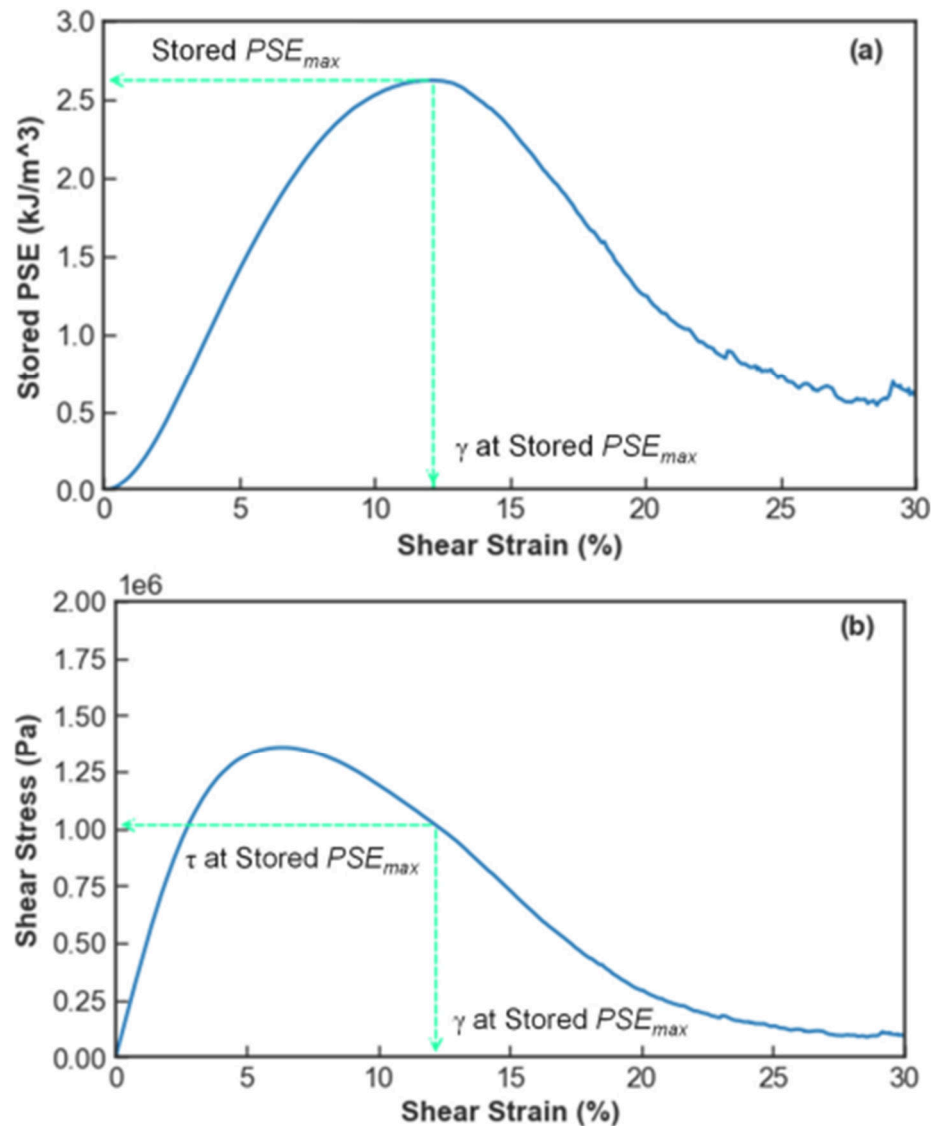 3.0
(a)
Stored PSEmax
2.5
2.0
1.5
1.0
0.5
0.0
Stored PSE (kJ/m^3)
γ at Stored PSEmax
0 5 10 15 20 25 30
Shear Strain (%)
1e6
2.00
(b)
1.75
1.50
1.25
1.00
0.75
0.50
0.25
0.00
Shear Stress (Pa)
τ at Stored PSEmax
γ at Stored PSEmax
0 5 10 15 20 25 30
Shear Strain (%)